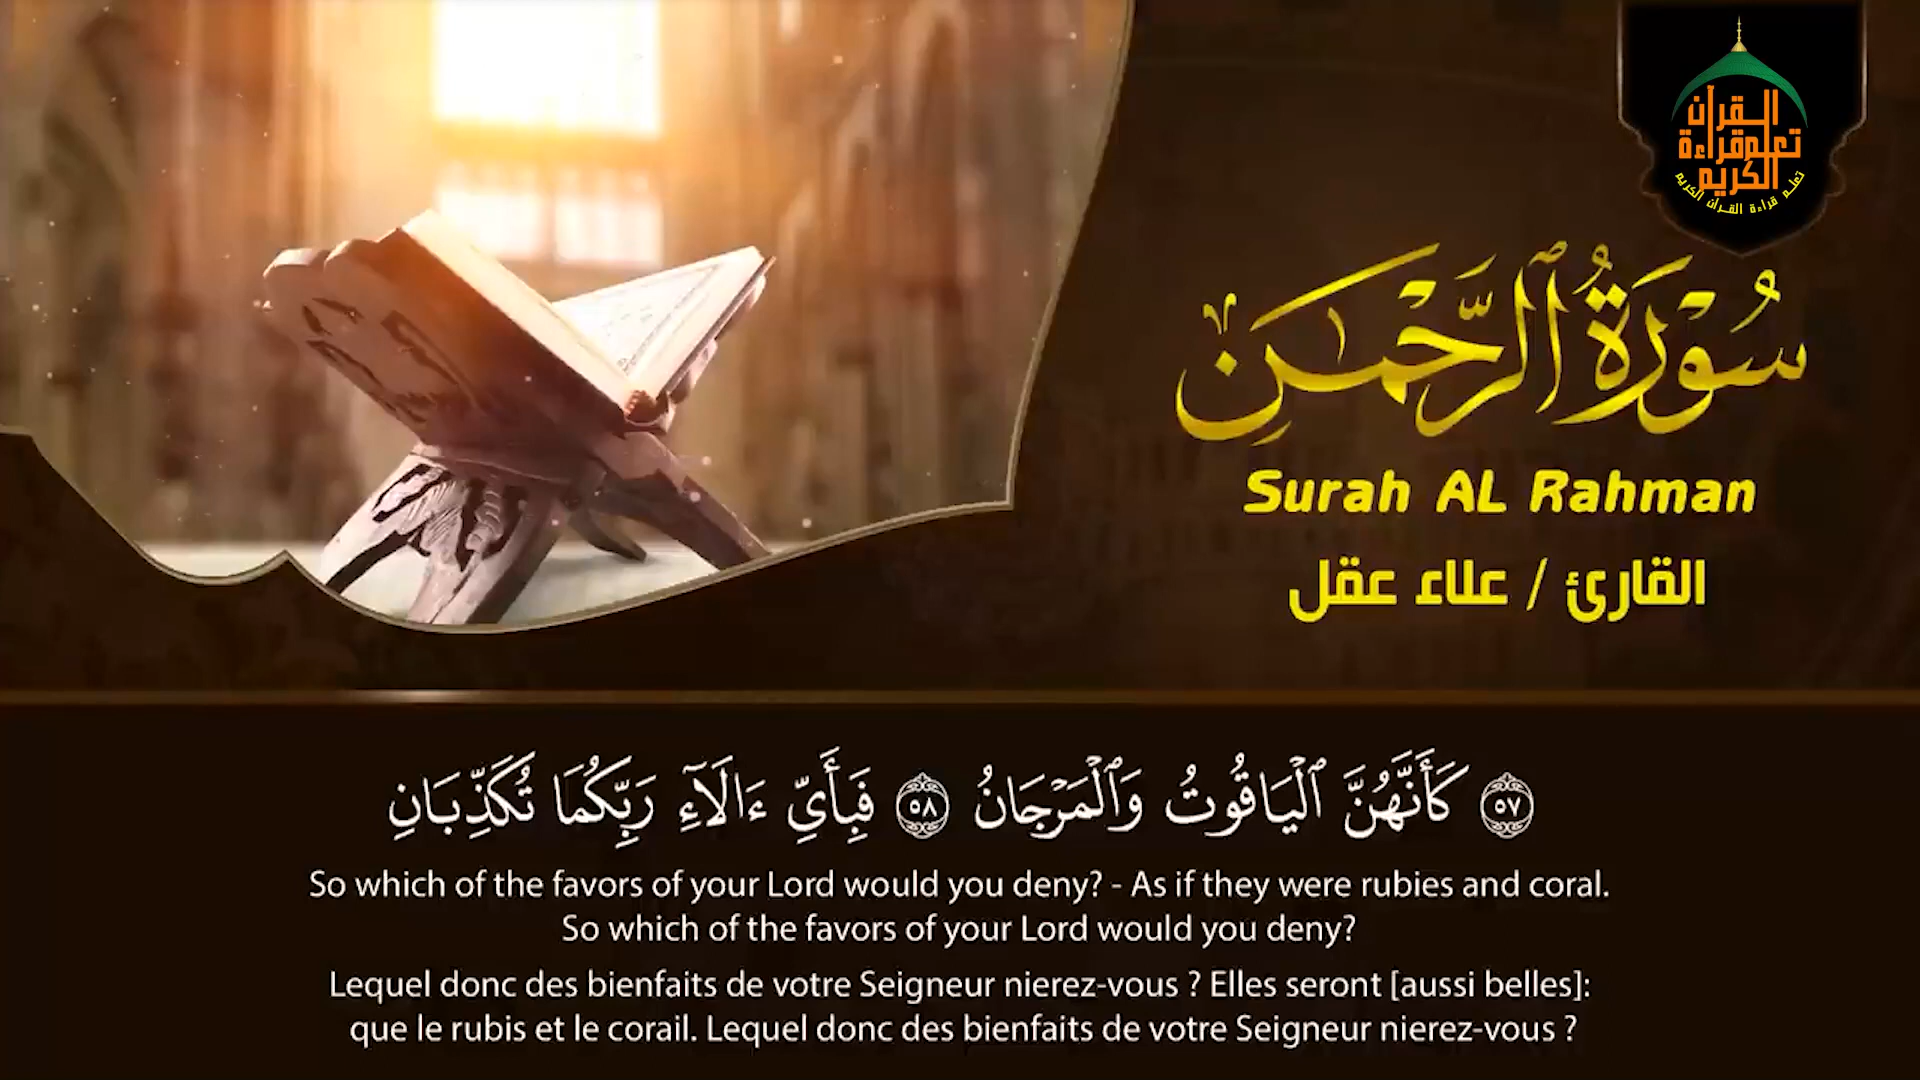 القرآن
تعلم قراءة
الكريم
تعلم قراءة القرآن الكريم
سُورَةُ ٱلرَّحْمَٰنِ
Surah AL Rahman
القارئ / علاء عقل
۝٥٧ كَأَنَّهُنَّ ٱلْيَاقُوتُ وَٱلْمَرْجَانُ ۝٥٨ فَبِأَيِّ ءَالَآءِ رَبِّكُمَا تُكَذِّبَانِ
So which of the favors of your Lord would you deny? - As if they were rubies and coral.
So which of the favors of your Lord would you deny?
Lequel donc des bienfaits de votre Seigneur nierez-vous ? Elles seront [aussi belles]:
que le rubis et le corail. Lequel donc des bienfaits de votre Seigneur nierez-vous ?